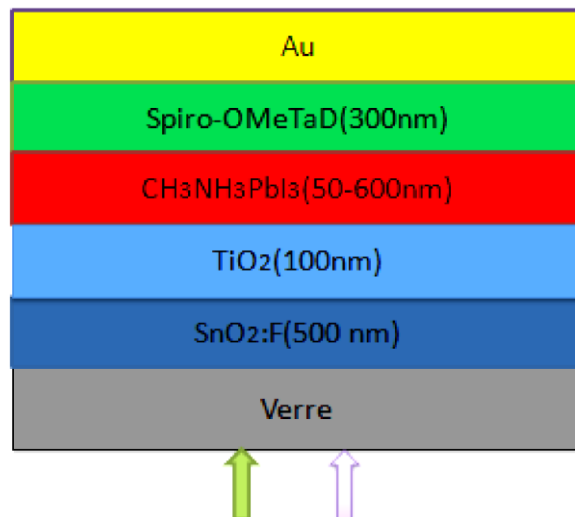 Au
Spiro-OMeTaD(300nm)
CH3NH3PbI3(50-600nm)
TiO2(100nm)
SnO2:F(500 nm)
Verre